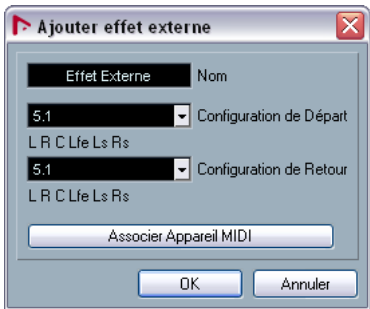 Ajouter effet externe
Effet Externe Nom
5.1 Configuration de Départ
L R C Lfe Ls Rs
5.1 Configuration de Retour
L R C Lfe Ls Rs
Associer Appareil MIDI
OK Annuler